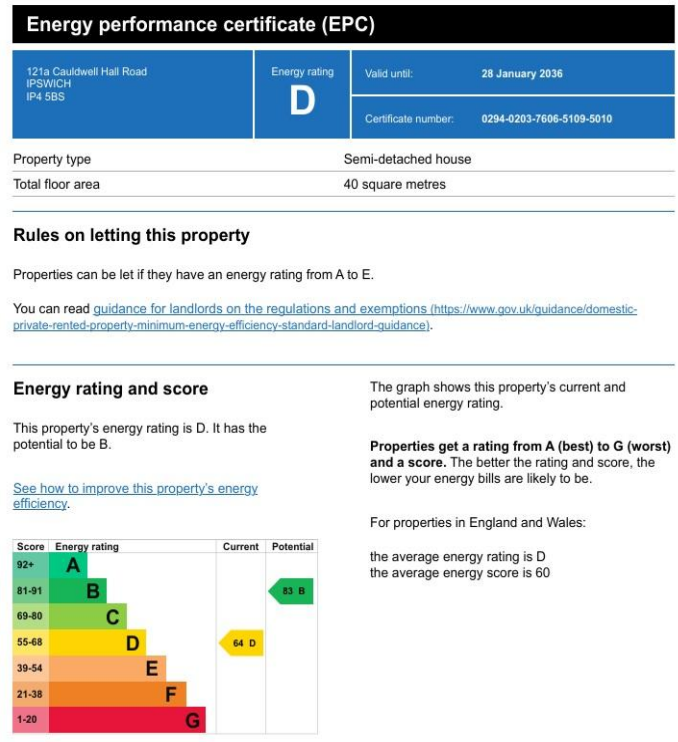 Energy performance certificate (EPC)
121a Cauldwell Hall Road
IPSWICH
IP4 5BS
Energy rating
D
Valid until:
28 January 2036
Certificate number:
0294-0203-7606-5109-5010
Property type
Semi-detached house
Total floor area
40 square metres
Rules on letting this property
Properties can be let if they have an energy rating from A to E.
You can read guidance for landlords on the regulations and exemptions (https://www.gov.uk/guidance/domestic-
private-rented-property-minimum-energy-efficiency-standard-landlord-guidance).
Energy rating and score
This property's energy rating is D. It has the
potential to be B.
See how to improve this property's energy
efficiency.
Score Energy rating Current Potential
92+ A
81-91 B 83 B
69-80 C
55-68 D 64 D
39-54 E
21-38 F
1-20 G
The graph shows this property's current and
potential energy rating.
Properties get a rating from A (best) to G (worst)
and a score. The better the rating and score, the
lower your energy bills are likely to be.
For properties in England and Wales:
the average energy rating is D
the average energy score is 60